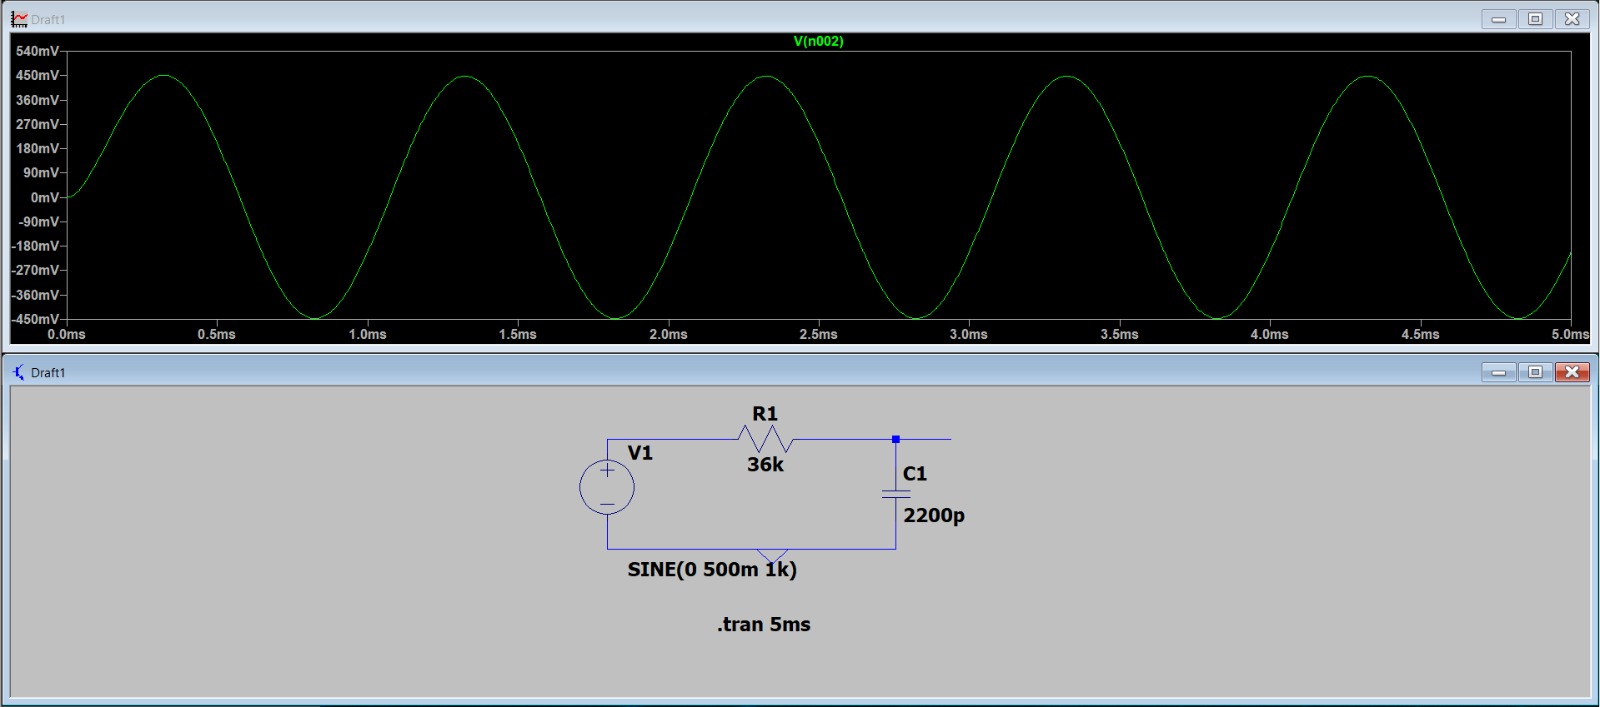 Draft1
V(n002)
540mV
450mV
360mV
270mV
180mV
90mV
0mV
-90mV
-180mV
-270mV
-360mV
-450mV
0.0ms 0.5ms 1.0ms 1.5ms 2.0ms 2.5ms 3.0ms 3.5ms 4.0ms 4.5ms 5.0ms
Draft1
R1
V1
36k
C1
2200p
SINE(0 500m 1k)
.tran 5ms